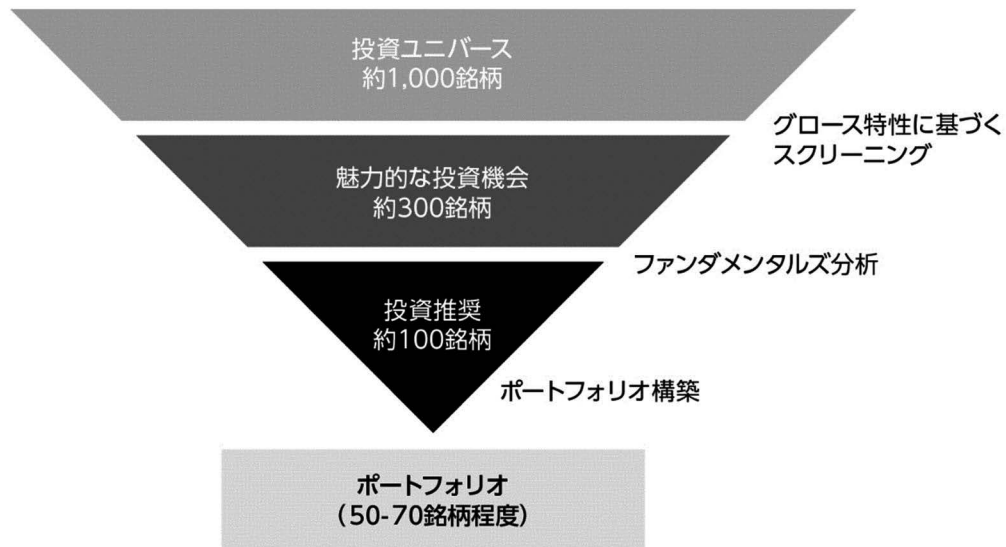 投資ユニバース
約1,000銘柄
グロース特性に基づく
スクリーニング
魅力的な投資機会
約300銘柄
ファンダメンタルズ分析
投資推奨
約100銘柄
ポートフォリオ構築
ポートフォリオ
(50-70銘柄程度)